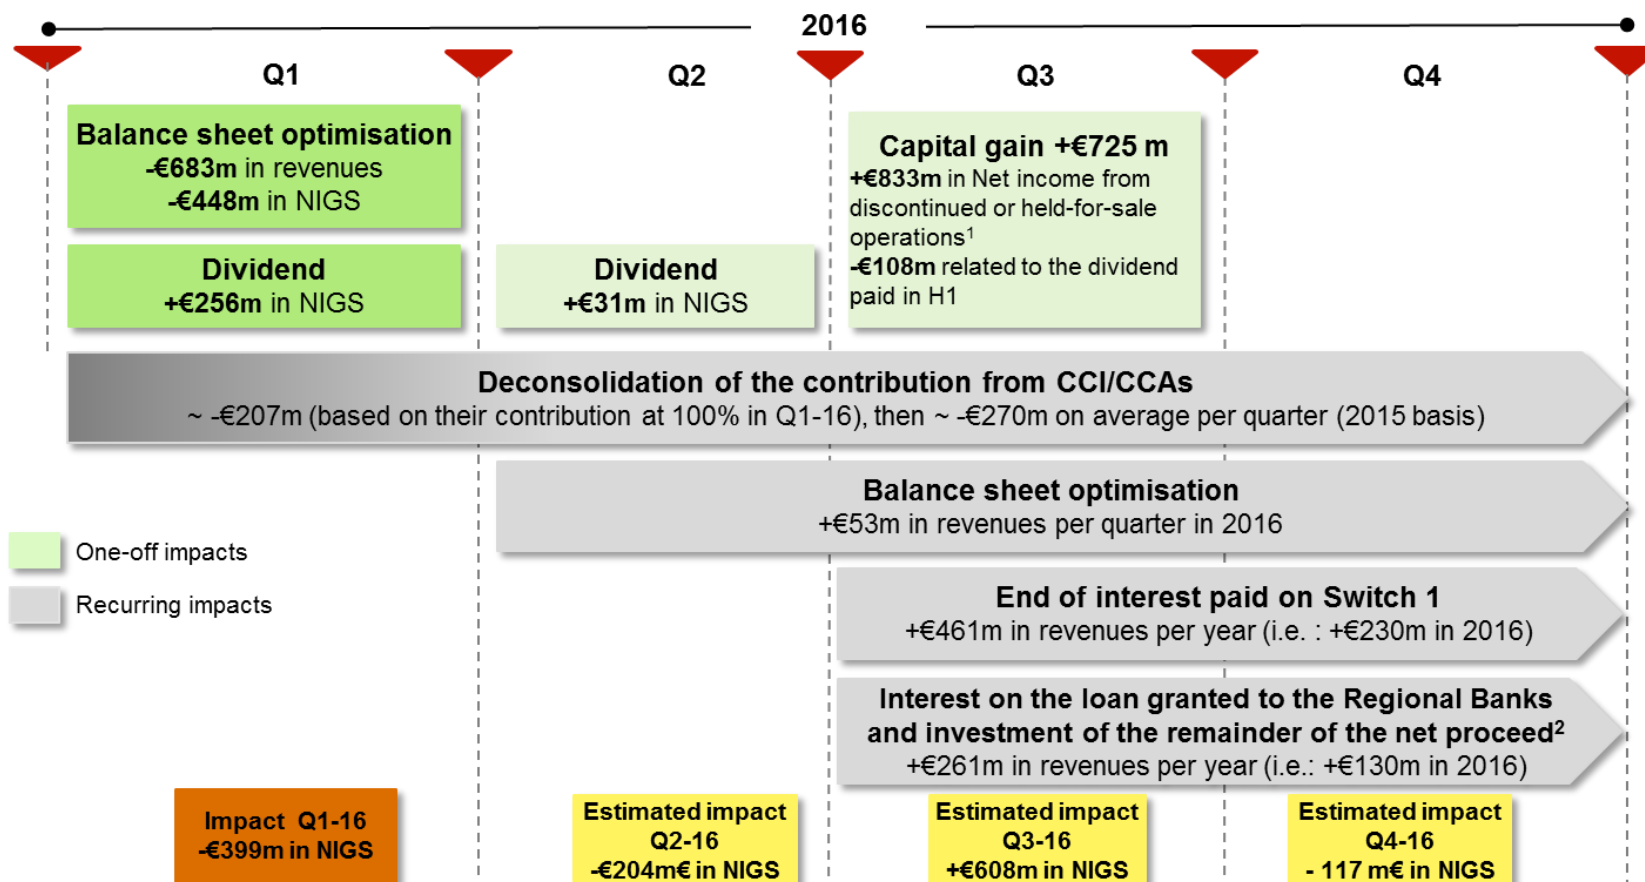 2016
Q1
Q2
Q3
Q4
Balance sheet optimisation
-€683m in revenues
-€448m in NIGS
Dividend
+€256m in NIGS
Dividend
+€31m in NIGS
Capital gain +€725 m
+€833m in Net income from
discontinued or held-for-sale
operations¹
-€108m related to the dividend
paid in H1
Deconsolidation of the contribution from CCI/CCAs
~ -€207m (based on their contribution at 100% in Q1-16), then ~ -€270m on average per quarter (2015 basis)
Balance sheet optimisation
+€53m in revenues per quarter in 2016
One-off impacts
Recurring impacts
End of interest paid on Switch 1
+€461m in revenues per year (i.e. : +€230m in 2016)
Interest on the loan granted to the Regional Banks
and investment of the remainder of the net proceed²
+€261m in revenues per year (i.e.: +€130m in 2016)
Impact Q1-16
-€399m in NIGS
Estimated impact
Q2-16
-€204m€ in NIGS
Estimated impact
Q3-16
+€608m in NIGS
Estimated impact
Q4-16
- 117 m€ in NIGS